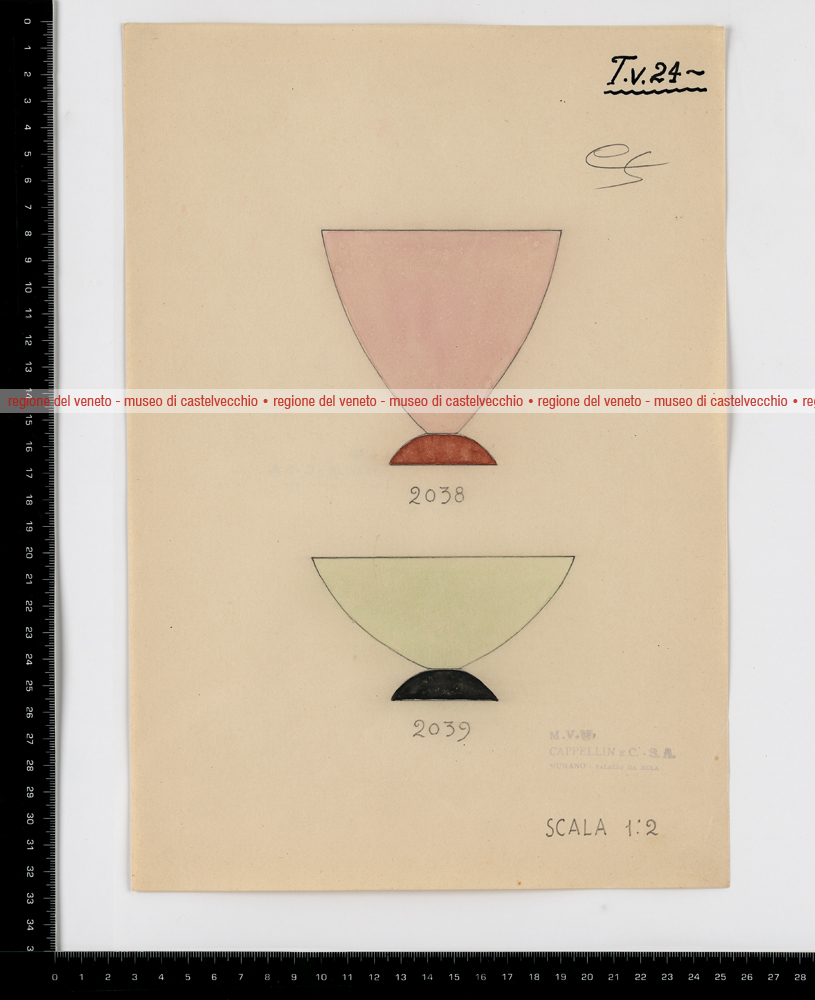 T.v. 24~
regione del veneto - museo di castelvecchio • regione del veneto - museo di castelvecchio • regione del veneto - museo di castelvecchio • re
2038
2039
M.V.M.
CAPPELLIN & C. - S.A.
MURANO
SCALA 1:2
0 1 2 3 4 5 6 7 8 9 10 11 12 13 14 15 16 17 18 19 20 21 22 23 24 25 26 27 28 29 30 31 32 33 34 3
0 1 2 3 4 5 6 7 8 9 10 11 12 13 14 15 16 17 18 19 20 21 22 23 24 25 26 27 28